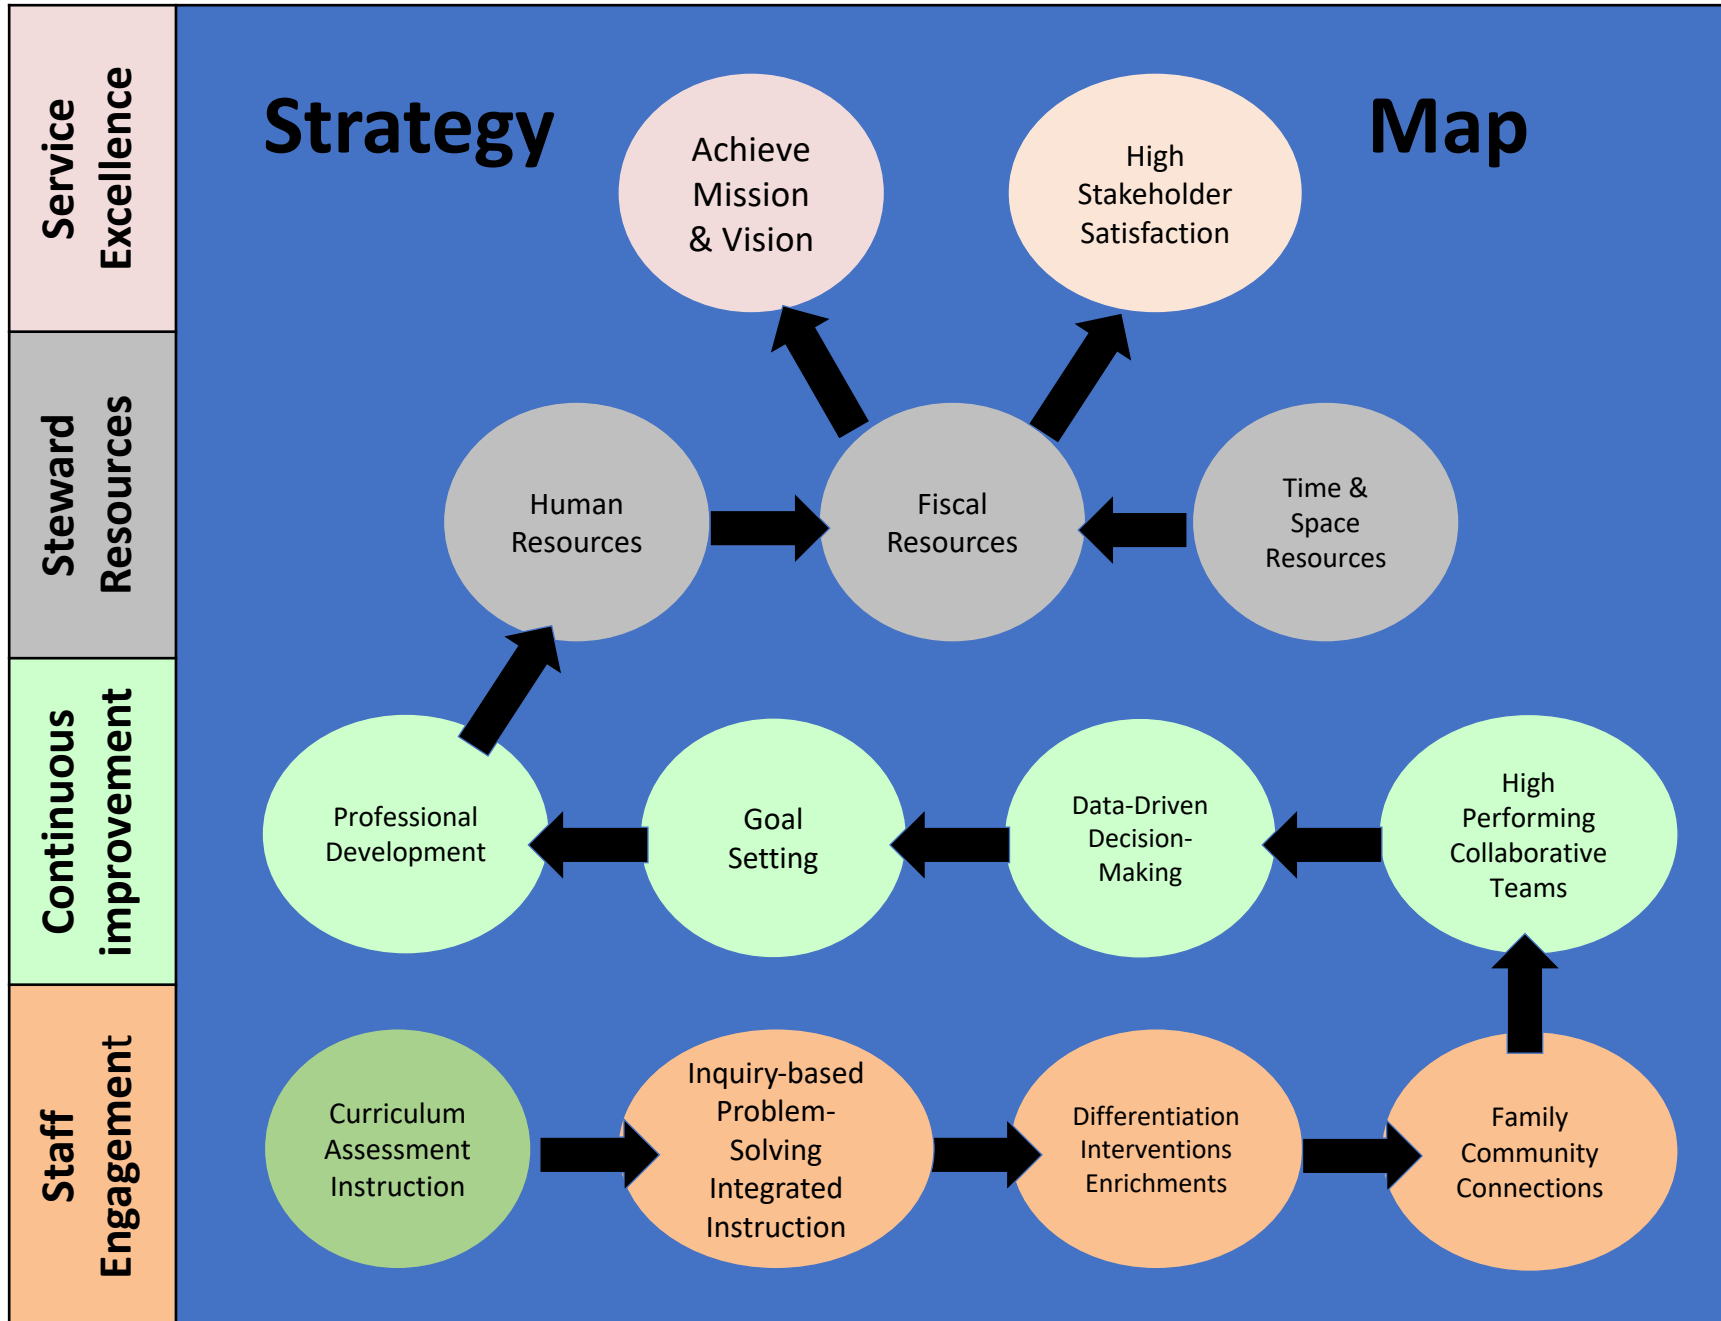 Service
Excellence
Strategy
Map
Achieve
Mission
& Vision
High
Stakeholder
Satisfaction
Steward
Resources
Human
Resources
Fiscal
Resources
Time &
Space
Resources
Continuous
improvement
Professional
Development
Goal
Setting
Data-Driven
Decision-
Making
High
Performing
Collaborative
Teams
Staff
Engagement
Curriculum
Assessment
Instruction
Inquiry-based
Problem-
Solving
Integrated
Instruction
Differentiation
Interventions
Enrichments
Family
Community
Connections